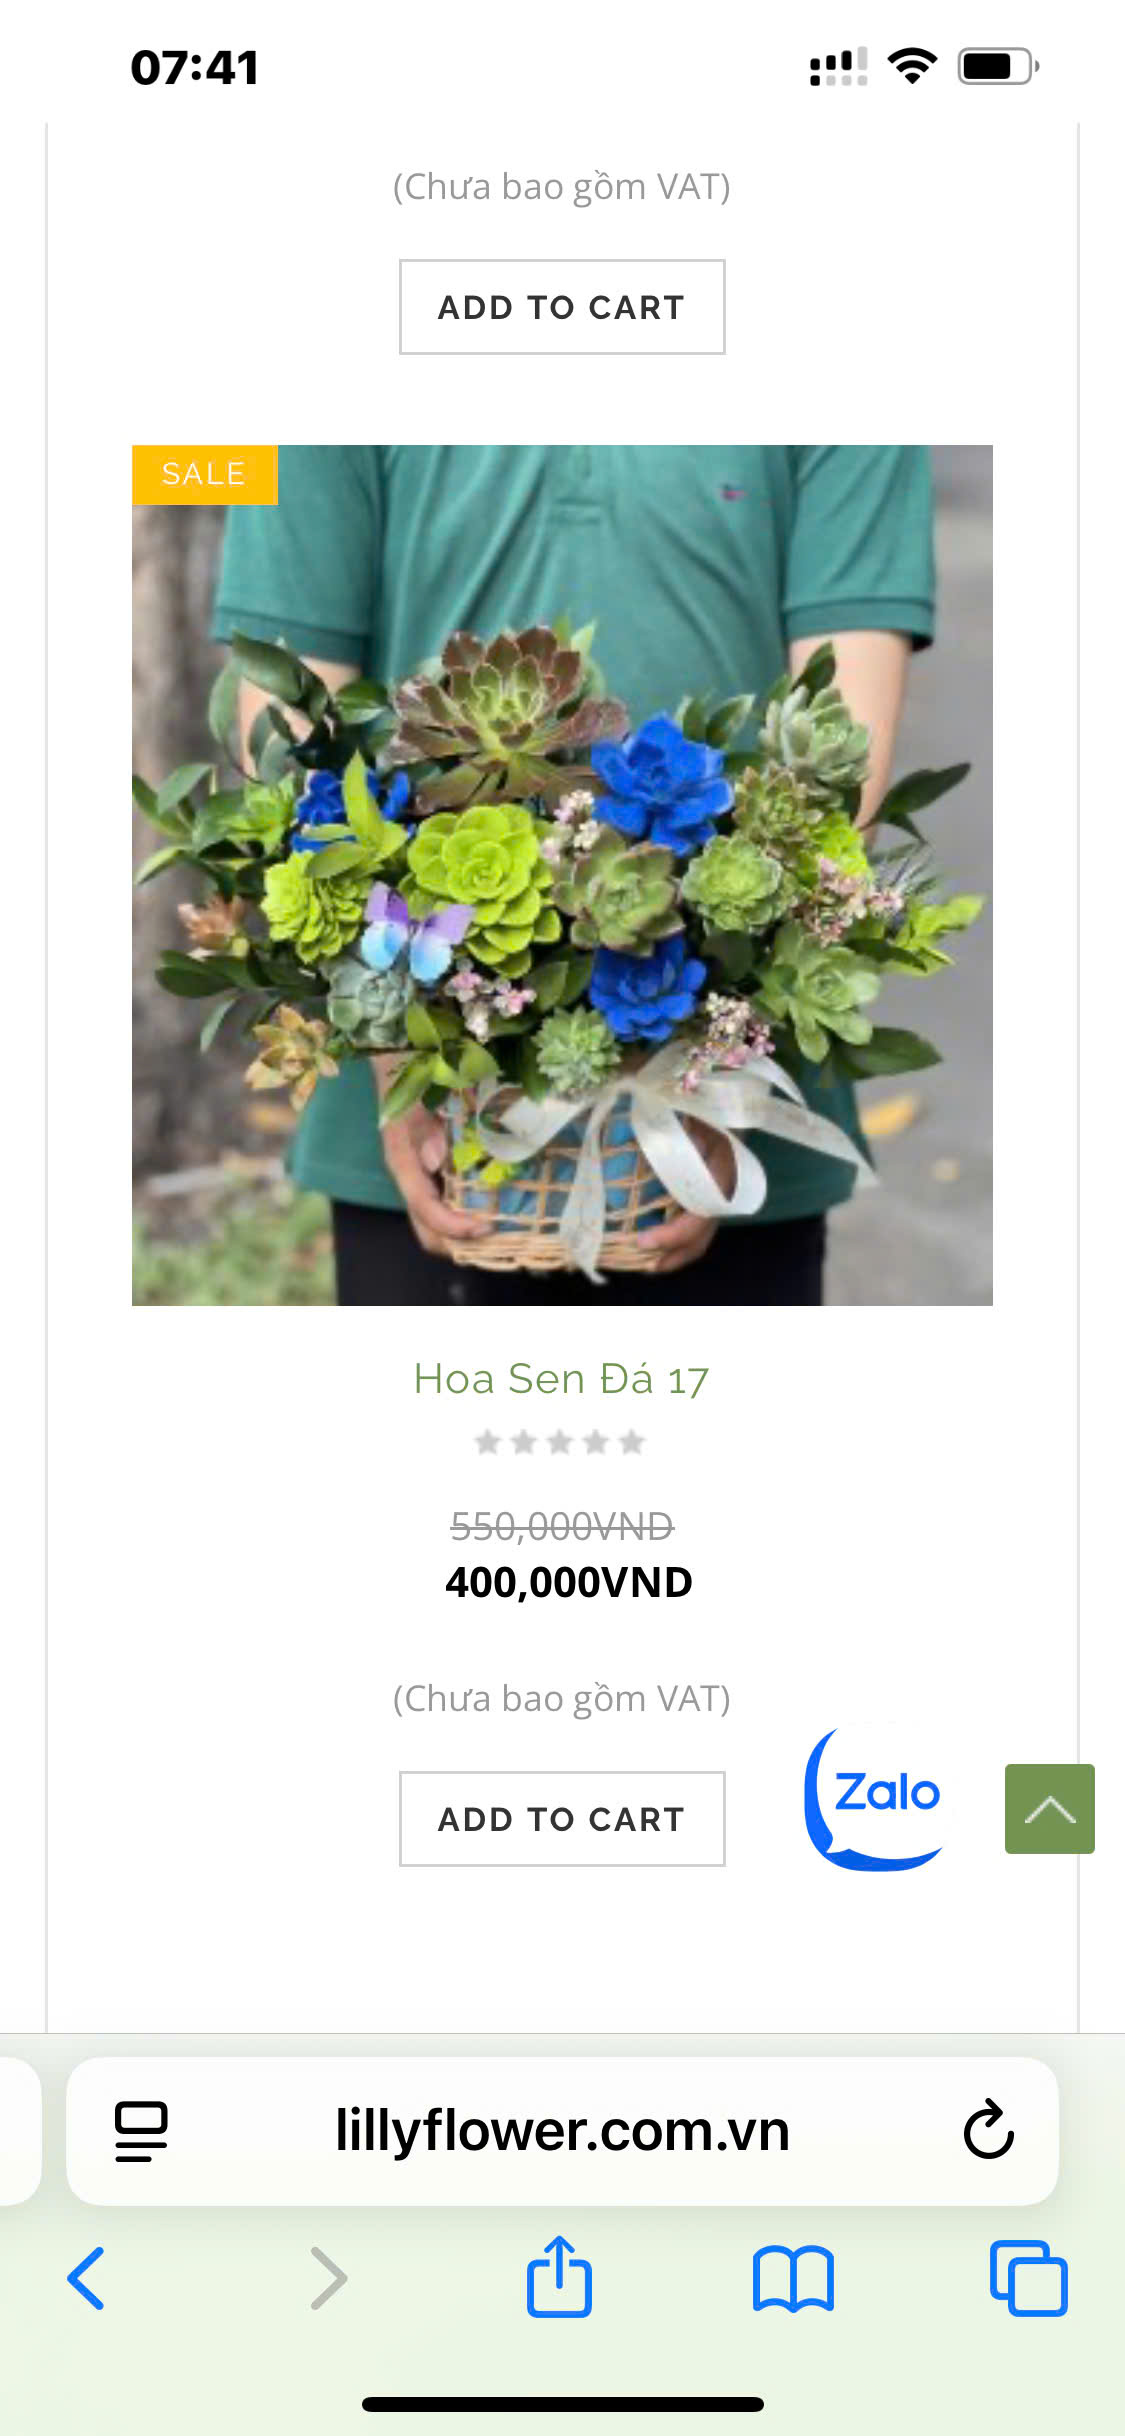 07:41
(Chưa bao gồm VAT)
ADD TO CART
SALE
Hoa Sen Đá 17
550,000VND
400,000VND
(Chưa bao gồm VAT)
ADD TO CART
Zalo
lillyflower.com.vn